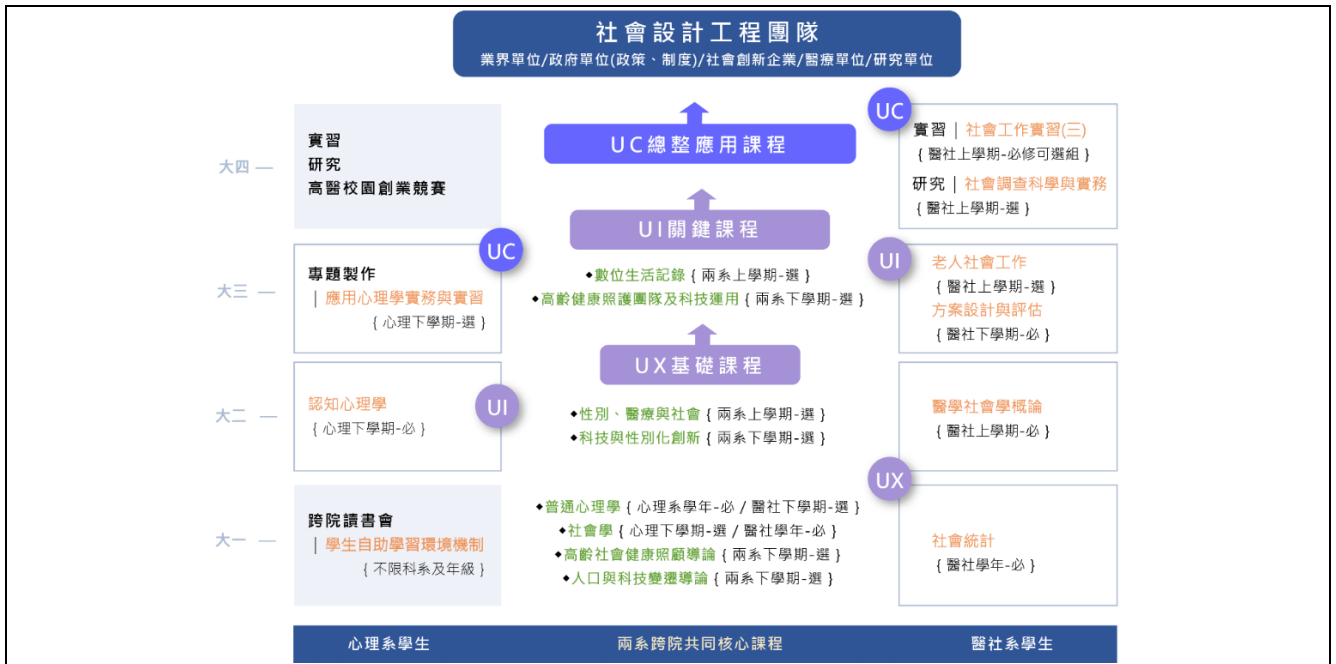 社會設計工程團隊
業界單位/政府單位(政策、制度)/社會創新企業/醫療單位/研究單位
大四 —
實習
研究
高醫校園創業競賽
UC總整應用課程
UC
實習 | 社會工作實習(三)
{ 醫社上學期-必修可選組 }
研究 | 社會調查科學與實務
{ 醫社上學期-選 }
UI關鍵課程
大三 —
UC
專題製作
| 應用心理學實務與實習
{ 心理下學期-選 }
◆數位生活記錄 { 兩系上學期-選 }
◆高齡健康照護團隊及科技運用 { 兩系下學期-選 }
UI
老人社會工作
{ 醫社上學期-選 }
方案設計與評估
{ 醫社下學期-必 }
UX基礎課程
大二 —
認知心理學
{ 心理下學期-必 }
UI
◆性別、醫療與社會 { 兩系上學期-選 }
◆科技與性別化創新 { 兩系下學期-選 }
醫學社會學概論
{ 醫社上學期-必 }
UX
大一 —
跨院讀書會
| 學生自助學習環境機制
{ 不限科系及年級 }
◆普通心理學 { 心理系學年-必 / 醫社下學期-選 }
◆社會學 { 心理下學期-選 / 醫社學年-必 }
◆高齡社會健康照顧導論 { 兩系下學期-選 }
◆人口與科技變遷導論 { 兩系下學期-選 }
社會統計
{ 醫社學年-必 }
心理系學生
兩系跨院共同核心課程
醫社系學生